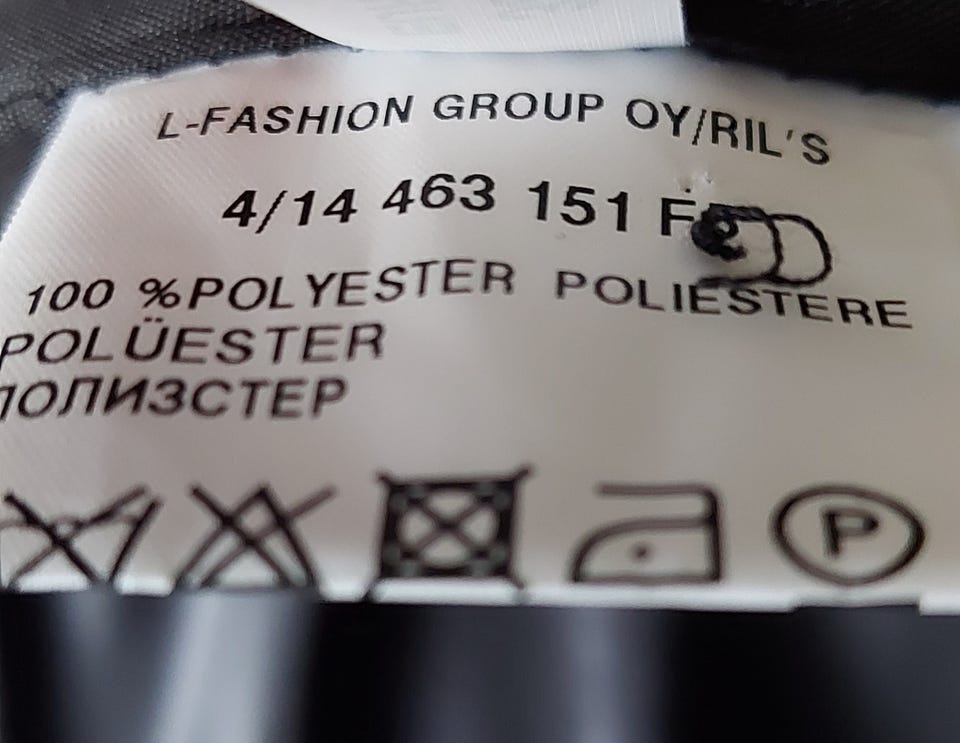 L-FASHION GROUP OY/RIL'S
4/14 463 151
100 %POLYESTER POLIESTERE
POLÜESTER
ПОЛИЗСТЕР
P